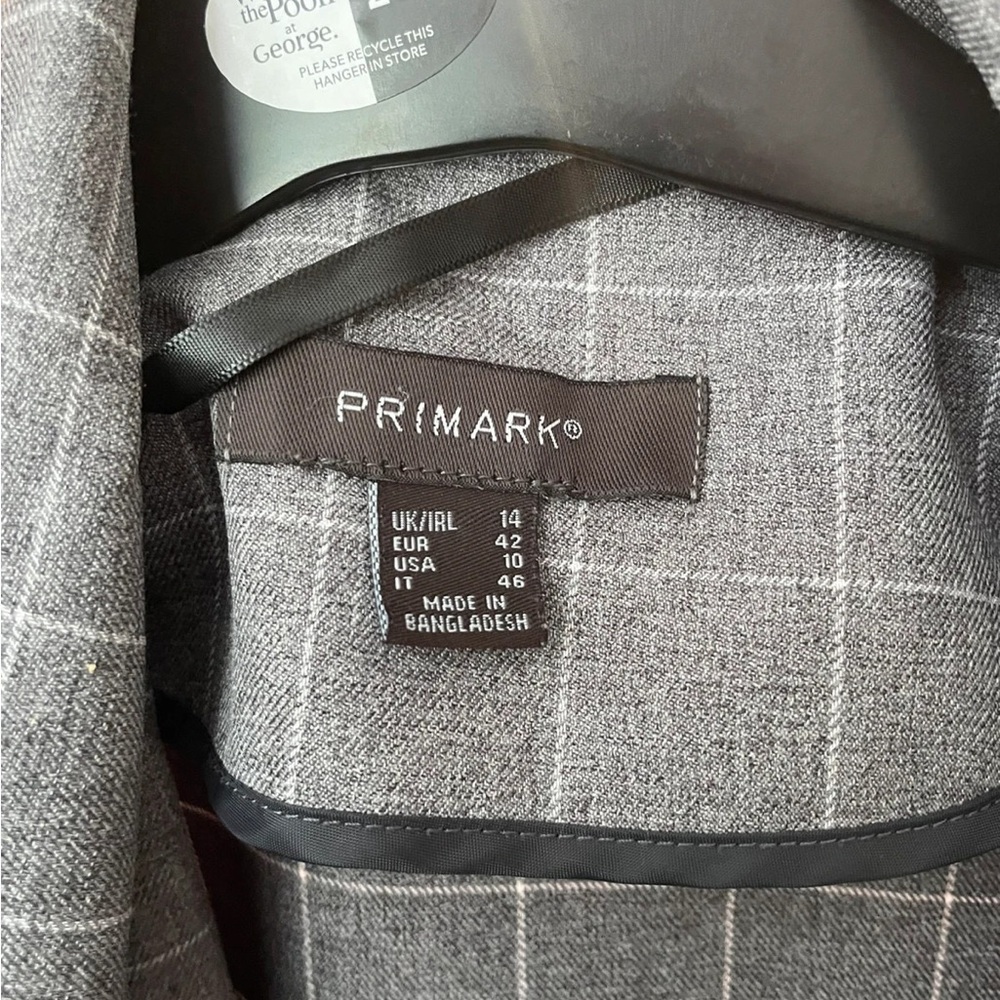 the Pooh
at
George.
PLEASE RECYCLE THIS
HANGER IN STORE
PRIMARK®
UK/IRL 14
EUR 42
USA 10
IT 46
MADE IN
BANGLADESH